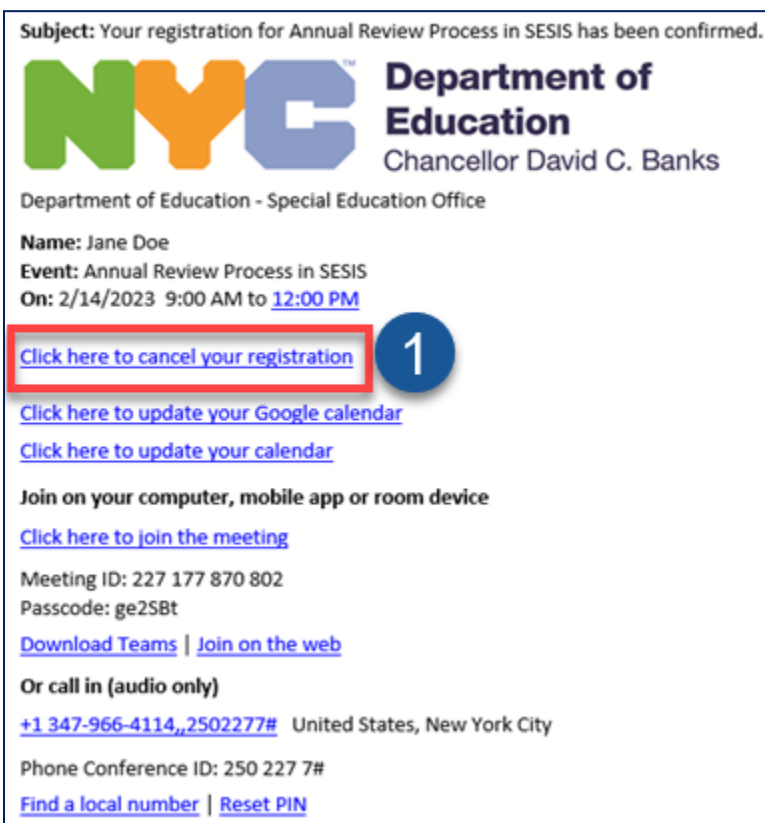 Subject: Your registration for Annual Review Process in SESIS has been confirmed.
NYC™ Department of
Education
Chancellor David C. Banks
Department of Education - Special Education Office
Name: Jane Doe
Event: Annual Review Process in SESIS
On: 2/14/2023 9:00 AM to 12:00 PM
Click here to cancel your registration 1
Click here to update your Google calendar
Click here to update your calendar
Join on your computer, mobile app or room device
Click here to join the meeting
Meeting ID: 227 177 870 802
Passcode: ge2SBt
Download Teams | Join on the web
Or call in (audio only)
+1 347-966-4114,,2502277# United States, New York City
Phone Conference ID: 250 227 7#
Find a local number | Reset PIN